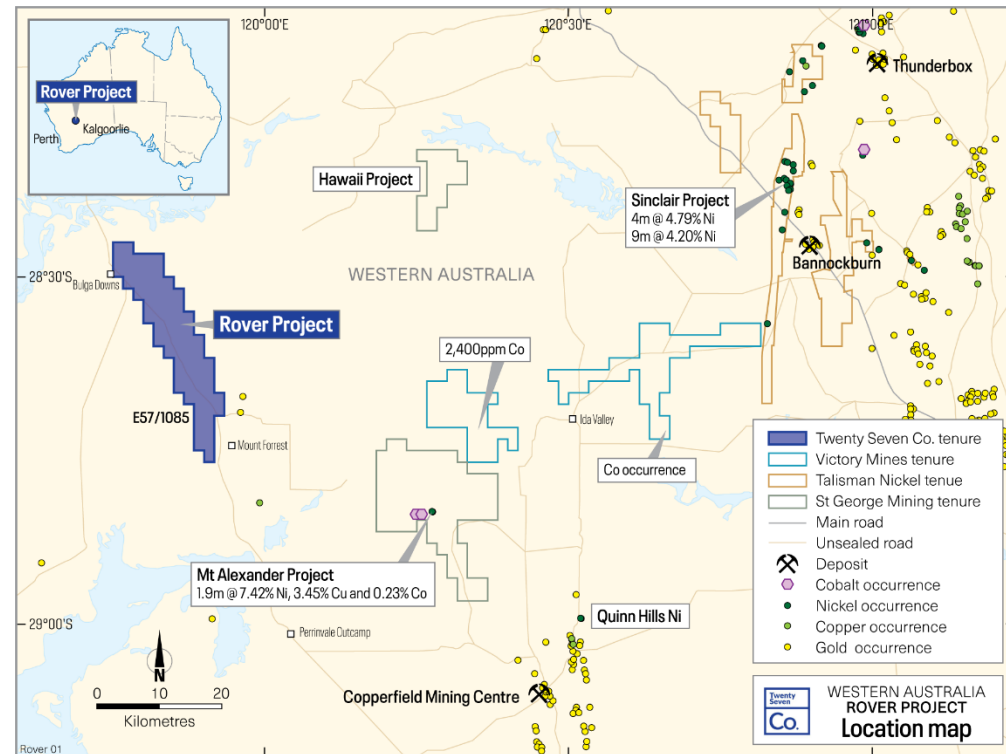 120°00'E
120°30'E
121°00'E
Rover Project
Perth
Kalgoorlie
Thunderbox
Hawaii Project
Sinclair Project
4m @ 4.79% Ni
9m @ 4.20% Ni
Bannockburn
28°30'S
WESTERN AUSTRALIA
Bulga Downs
Rover Project
2,400ppm Co
E57/1085
Mount Forrest
Ida Valley
Co occurrence
Mt Alexander Project
1.9m @ 7.42% Ni, 3.45% Cu and 0.23% Co
29°00'S
Perrinvale Outcamp
Quinn Hills Ni
Copperfield Mining Centre
N
0 10 20
Kilometres
Rover 01
Twenty Seven Co. tenure
Victory Mines tenure
Talisman Nickel tenue
St George Mining tenure
Main road
Unsealed road
Deposit
Cobalt occurrence
Nickel occurrence
Copper occurrence
Gold occurrence
Twenty
Seven
Co.
WESTERN AUSTRALIA
ROVER PROJECT
Location map